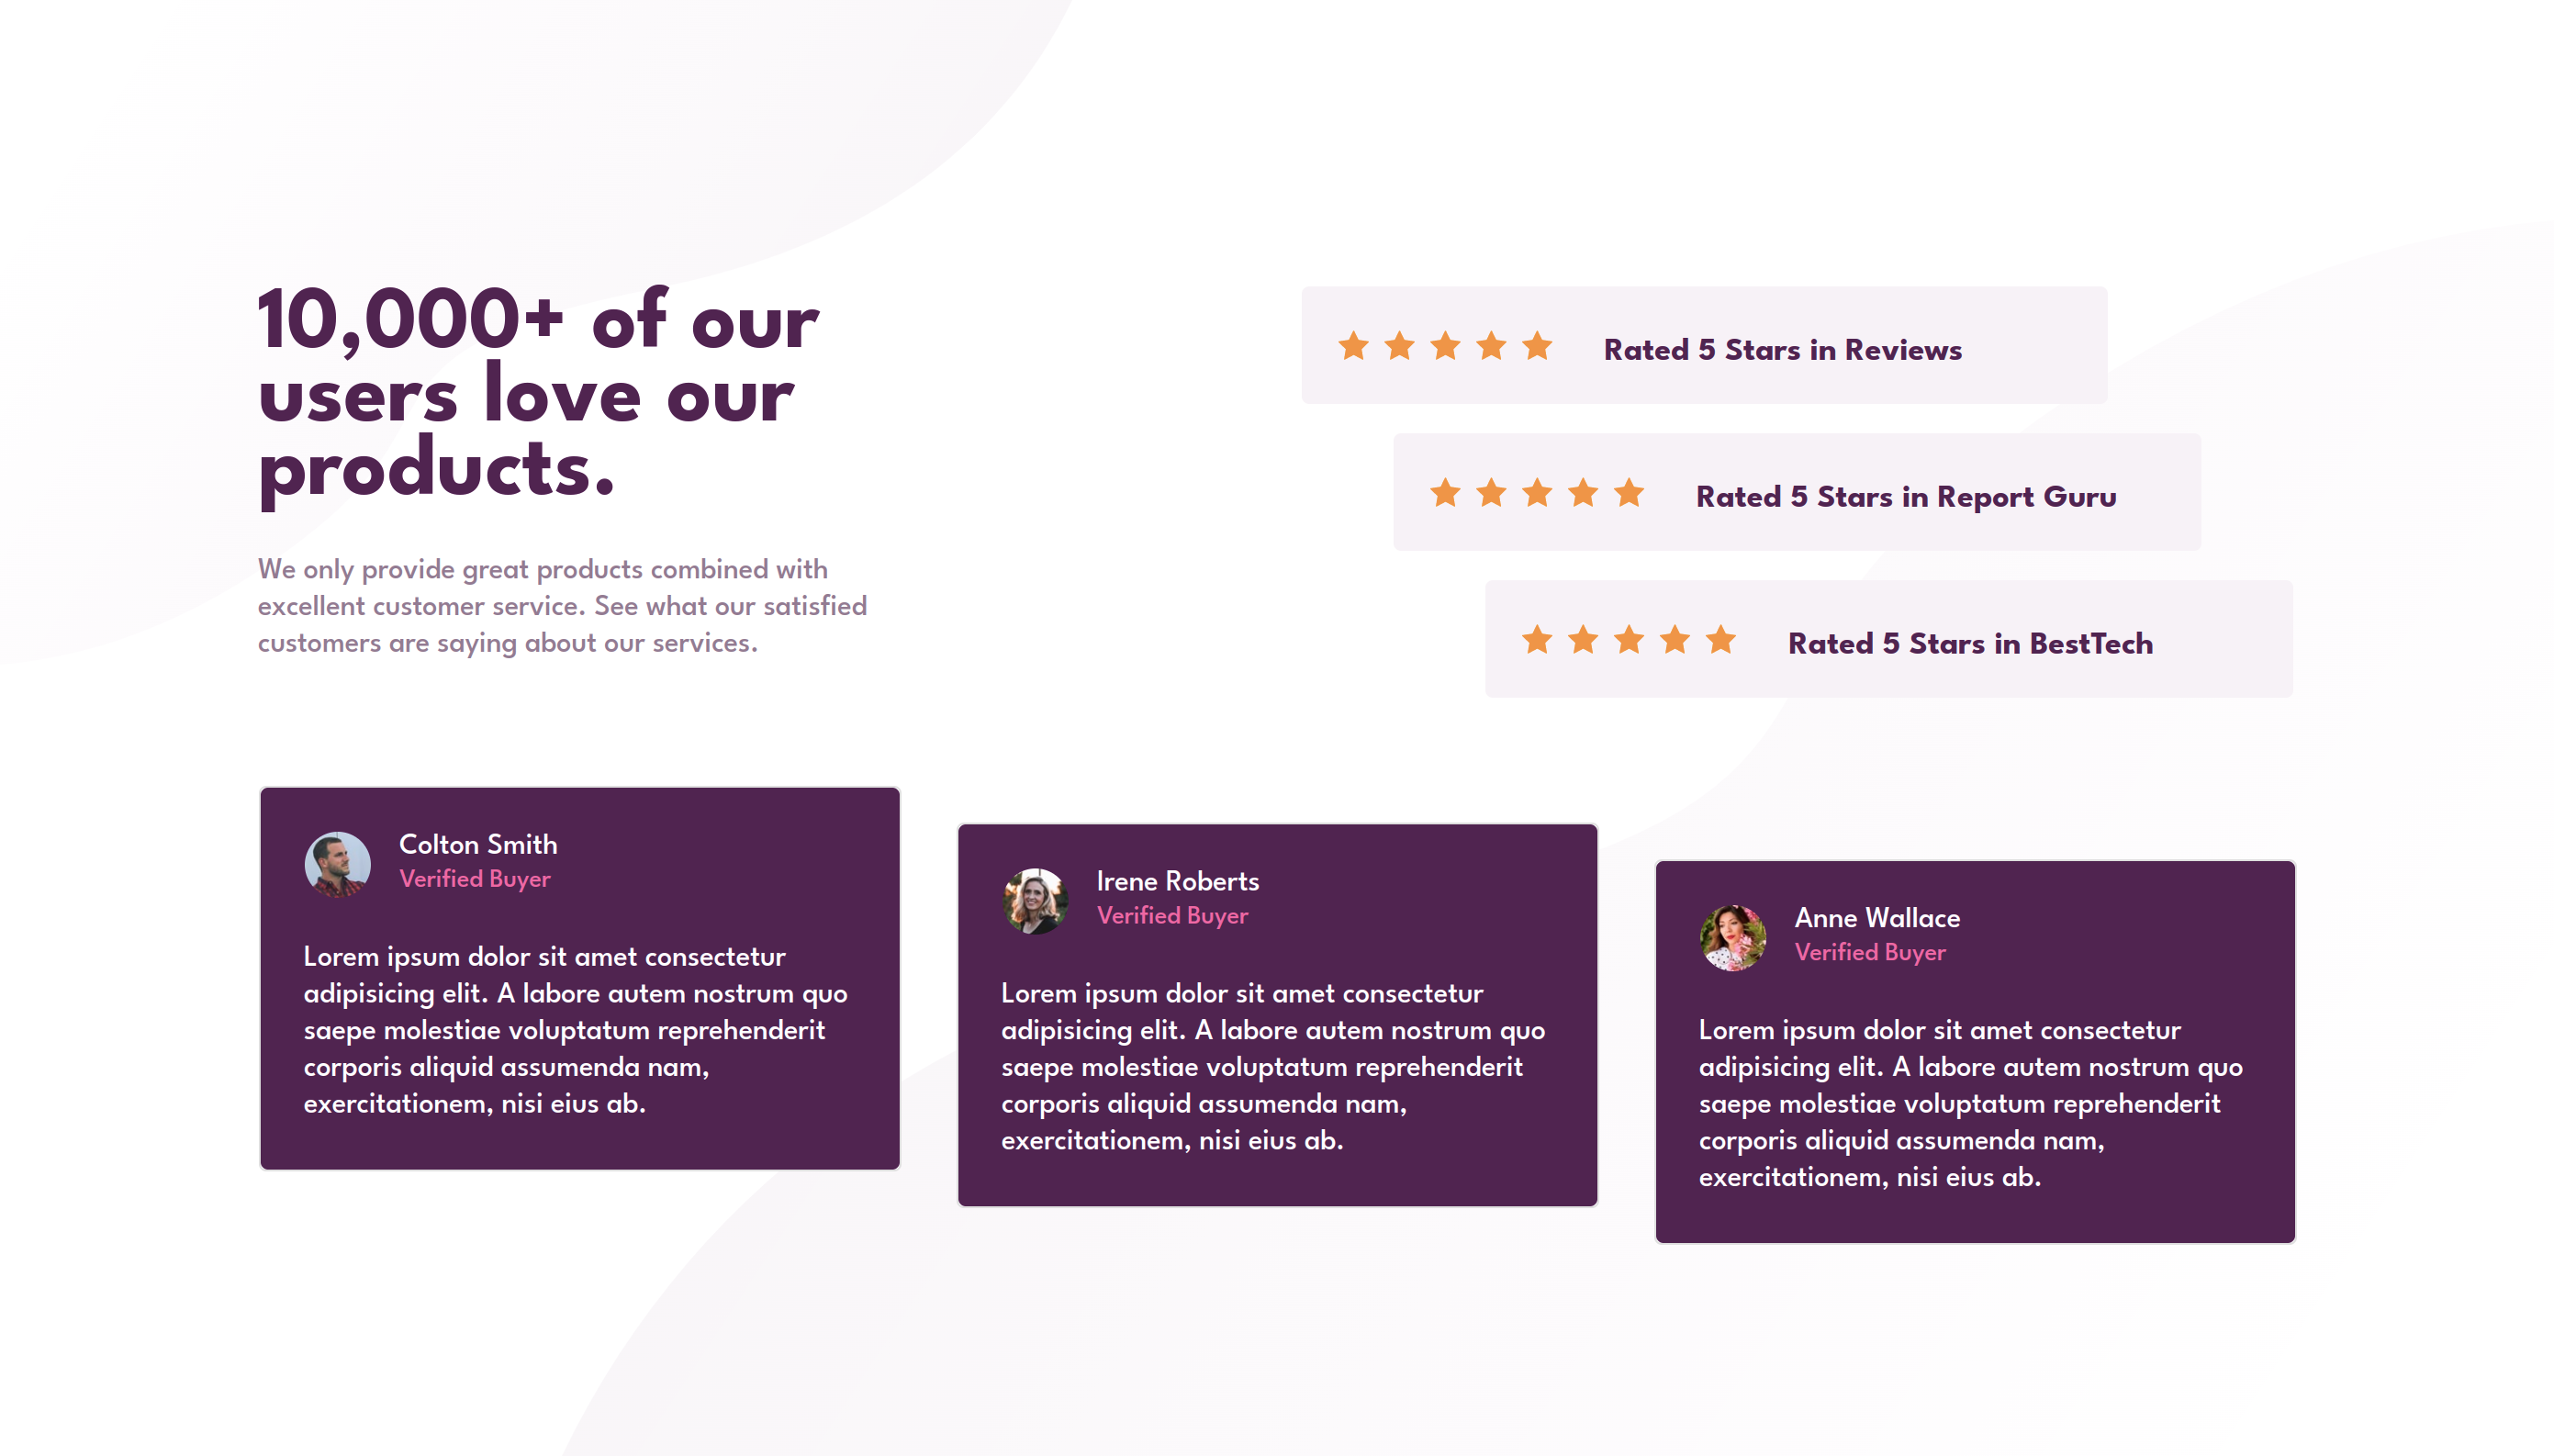 10,000+ of our
users love our
products.
We only provide great products combined with
excellent customer service. See what our satisfied
customers are saying about our services.
Rated 5 Stars in Reviews
Rated 5 Stars in Report Guru
Rated 5 Stars in BestTech
Colton Smith
Verified Buyer
Lorem ipsum dolor sit amet consectetur
adipisicing elit. A labore autem nostrum quo
saepe molestiae voluptatum reprehenderit
corporis aliquid assumenda nam,
exercitationem, nisi eius ab.
Irene Roberts
Verified Buyer
Lorem ipsum dolor sit amet consectetur
adipisicing elit. A labore autem nostrum quo
saepe molestiae voluptatum reprehenderit
corporis aliquid assumenda nam,
exercitationem, nisi eius ab.
Anne Wallace
Verified Buyer
Lorem ipsum dolor sit amet consectetur
adipisicing elit. A labore autem nostrum quo
saepe molestiae voluptatum reprehenderit
corporis aliquid assumenda nam,
exercitationem, nisi eius ab.